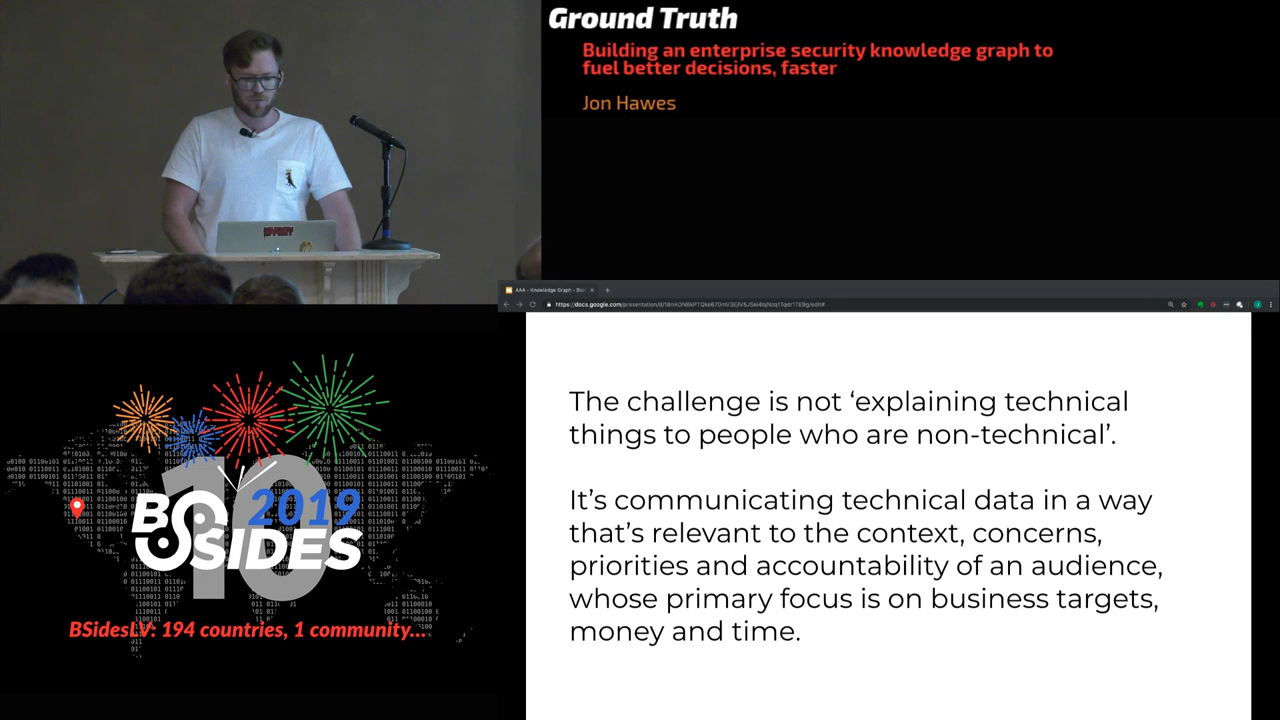 Ground Truth
Building an enterprise security knowledge graph to
fuel better decisions, faster
Jon Hawes
AAA - Knowledge Graph - 
The challenge is not ‘explaining technical
things to people who are non-technical’.
It’s communicating technical data in a way
that’s relevant to the context, concerns,
priorities and accountability of an audience,
whose primary focus is on business targets,
money and time.
10
2019
BSIDES
BSidesLV: 194 countries, 1 community...